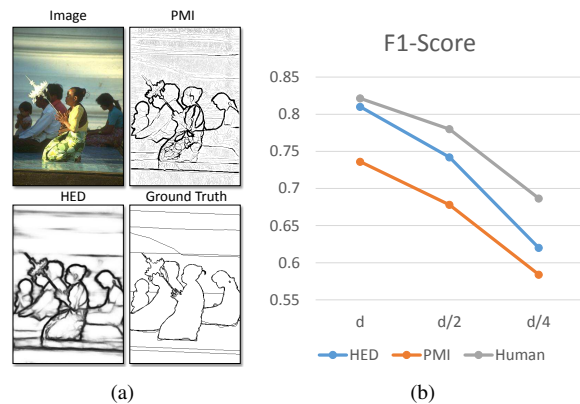 Image PMI
HED Ground Truth
(a)
F1-Score
0.85
0.8
0.75
0.7
0.65
0.6
0.55
d d/2 d/4
HED PMI Human
(b)